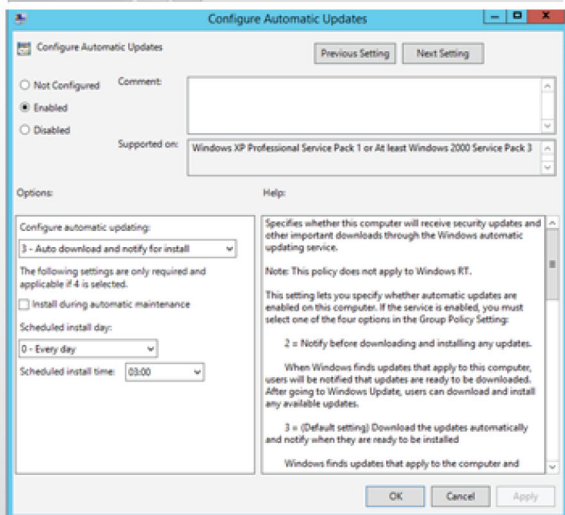 Configure Automatic Updates
Configure Automatic Updates
Previous Setting
Next Setting
Not Configured
Enabled
Disabled
Comment:
Supported on:
Windows XP Professional Service Pack 1 or At least Windows 2000 Service Pack 3
Options:
Help:
Configure automatic updating:
3 - Auto download and notify for install
The following settings are only required and
applicable if 4 is selected.
Install during automatic maintenance
Scheduled install day:
0 - Every day
Scheduled install time:
03:00
Specifies whether this computer will receive security updates and
other important downloads through the Windows automatic
updating service.
Note: This policy does not apply to Windows RT.
This setting lets you specify whether automatic updates are
enabled on this computer. If the service is enabled, you must
select one of the four options in the Group Policy Setting:
2 = Notify before downloading and installing any updates.
When Windows finds updates that apply to this computer,
users will be notified that updates are ready to be downloaded.
After going to Windows Update, users can download and install
any available updates.
3 = (Default setting) Download the updates automatically
and notify when they are ready to be installed
Windows finds updates that apply to the computer and
OK
Cancel
Apply